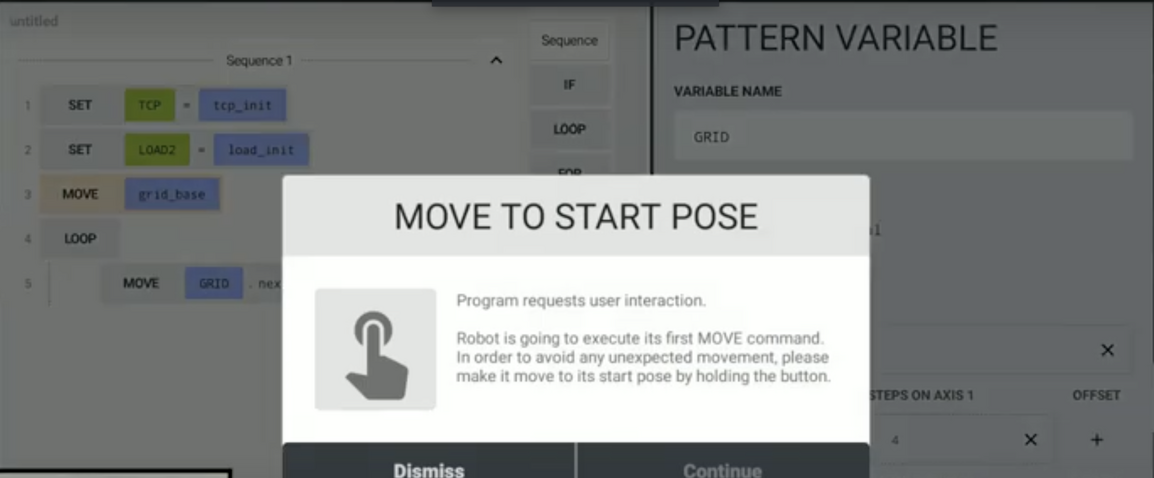 untitled
Sequence 1
1 SET TCP = tcp_init
2 SET LOAD2 = load_init
3 MOVE grid_base
4 LOOP
5 MOVE GRID . nex
Sequence
IF
LOOP
FOR
PATTERN VARIABLE
VARIABLE NAME
GRID
MOVE TO START POSE
Program requests user interaction.
Robot is going to execute its first MOVE command.
In order to avoid any unexpected movement, please
make it move to its start pose by holding the button.
STEPS ON AXIS 1 OFFSET
4
Dismiss Continue